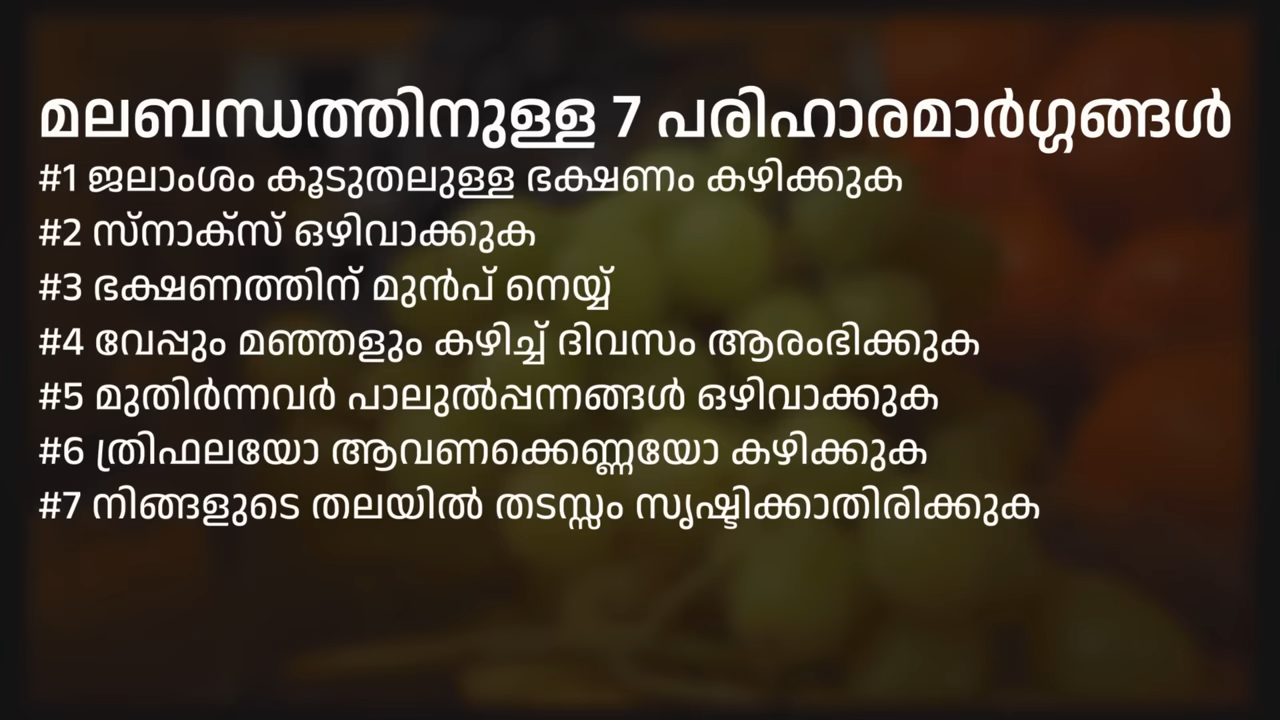 മലബന്ധത്തിനുള്ള 7 പരിഹാരമാർഗ്ഗങ്ങൾ
#1 ജലാംശം കൂടുതലുള്ള ഭക്ഷണം കഴിക്കുക
#2 സ്നാക്സ് ഒഴിവാക്കുക
#3 ഭക്ഷണത്തിന് മുൻപ് നെയ്യ്
#4 വേപ്പും മഞ്ഞളും കഴിച്ച് ദിവസം ആരംഭിക്കുക
#5 മുതിർന്നവർ പാലുൽപ്പന്നങ്ങൾ ഒഴിവാക്കുക
#6 ത്രിഫലയോ ആവണക്കെണ്ണയോ കഴിക്കുക
#7 നിങ്ങളുടെ തലയിൽ തടസ്സം സൃഷ്ടിക്കാതിരിക്കുക